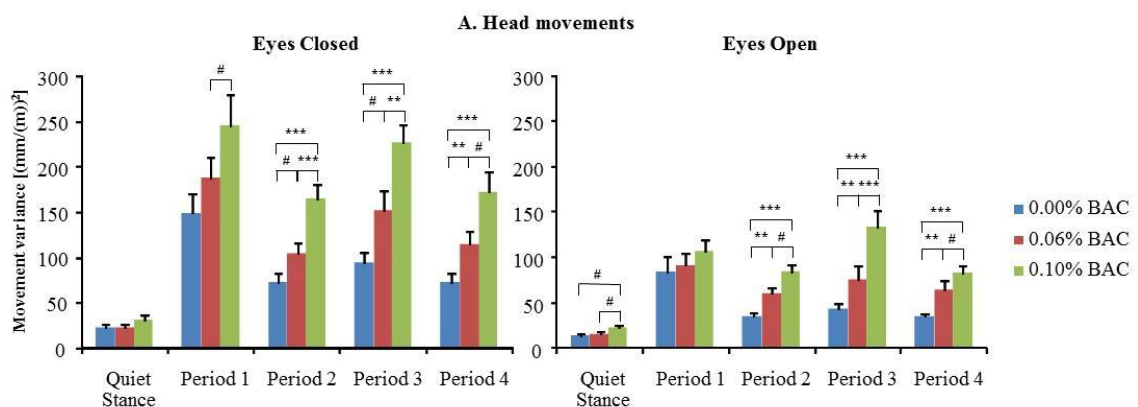 A. Head movements
Eyes Closed
Eyes Open
Movement variance [(mm/(m))²]
300
250
200
150
100
50
0
#
***
# ***
***
# **
***
** #
Quiet
Stance
Period 1
Period 2
Period 3
Period 4
300
250
200
150
100
50
0
#
#
***
** #
***
** ***
***
** #
Quiet
Stance
Period 1
Period 2
Period 3
Period 4
0.00% BAC
0.06% BAC
0.10% BAC